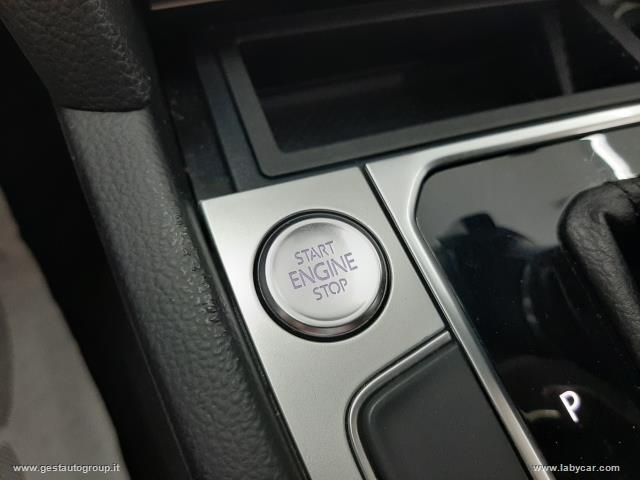 START
ENGINE
STOP
P
www.gestautogroup.it
www.labycar.com